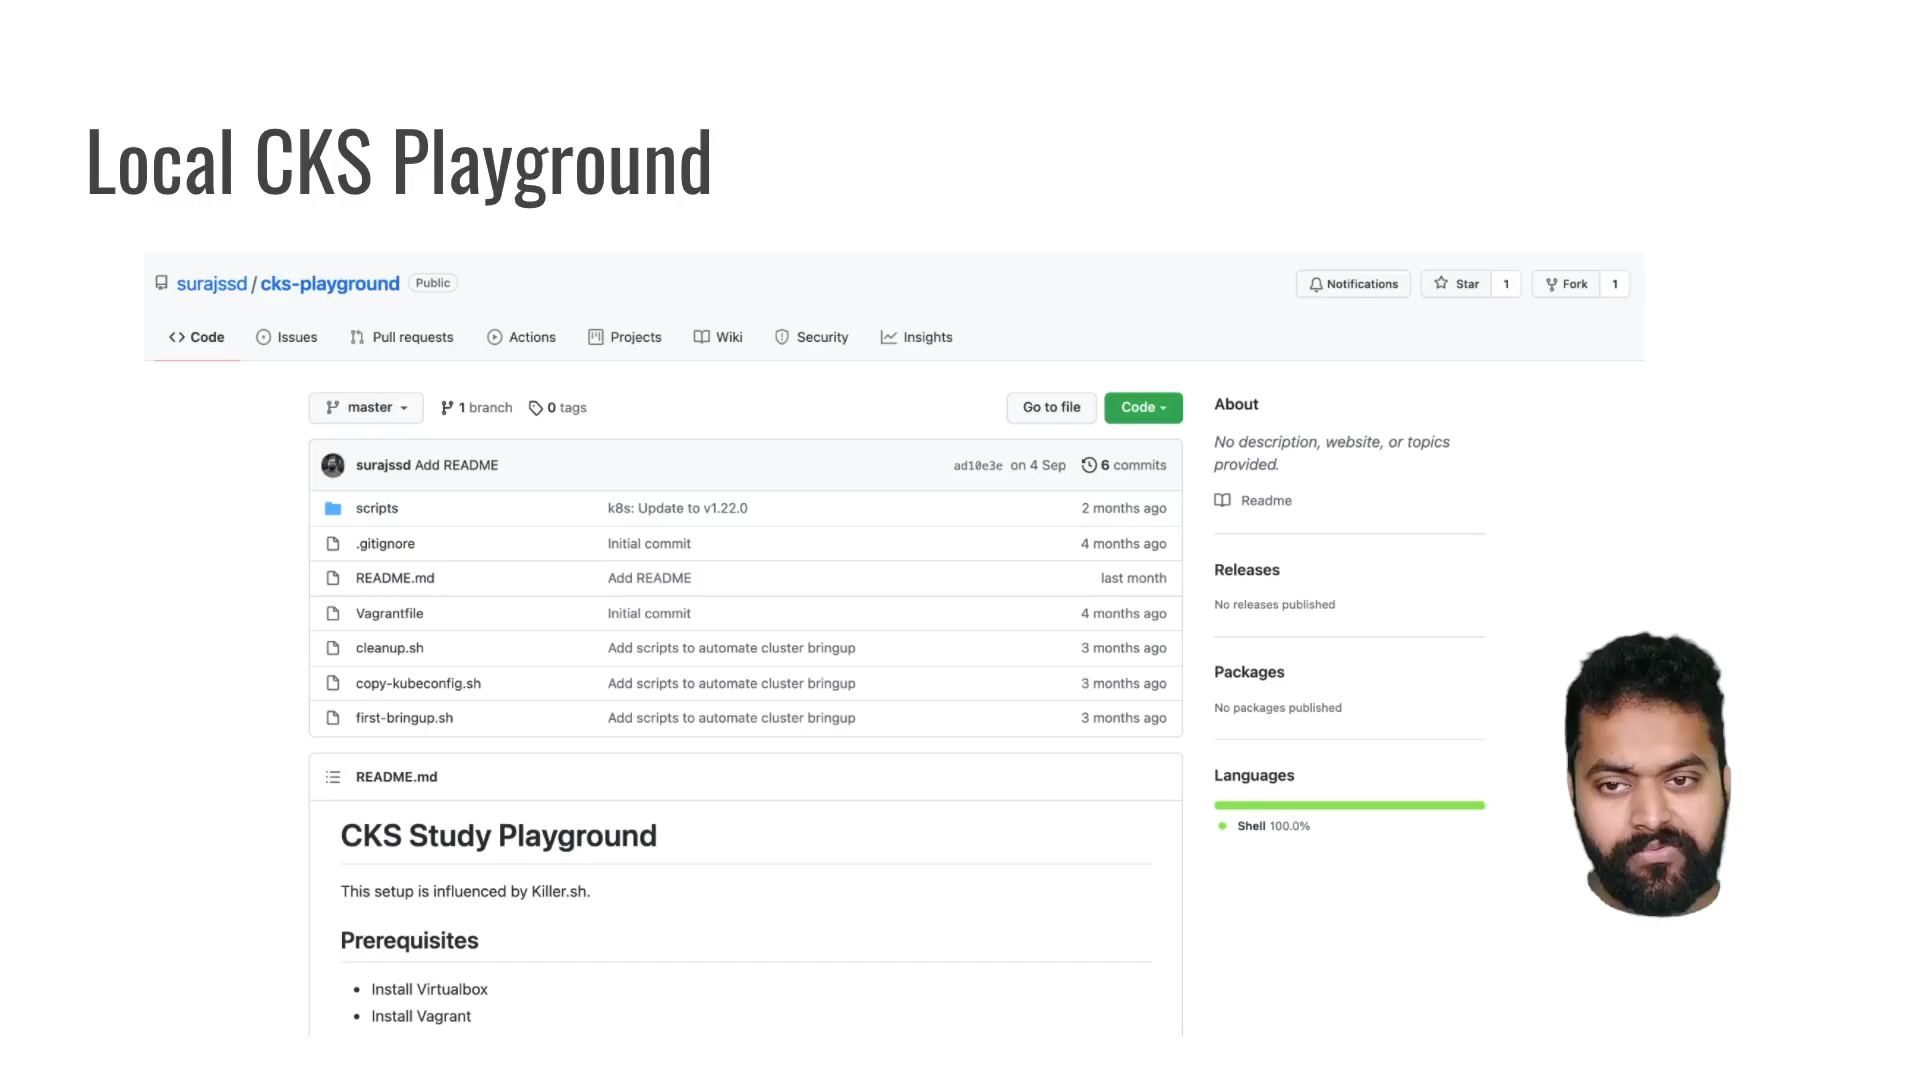 Local CKS Playground
surajssd / cks-playground Public
Notifications Star 1 Fork 1
Code Issues Pull requests Actions Projects Wiki Security Insights
master 1 branch 0 tags Go to file Code
surajssd Add README ad10e3e on 4 Sep 6 commits
scripts k8s: Update to v1.22.0 2 months ago
.gitignore Initial commit 4 months ago
README.md Add README last month
Vagrantfile Initial commit 4 months ago
cleanup.sh Add scripts to automate cluster bringup 3 months ago
copy-kubeconfig.sh Add scripts to automate cluster bringup 3 months ago
first-bringup.sh Add scripts to automate cluster bringup 3 months ago
README.md
CKS Study Playground
This setup is influenced by Killer.sh.
Prerequisites
• Install Virtualbox
• Install Vagrant
About
No description, website, or topics
provided.
Readme
Releases
No releases published
Packages
No packages published
Languages
Shell 100.0%